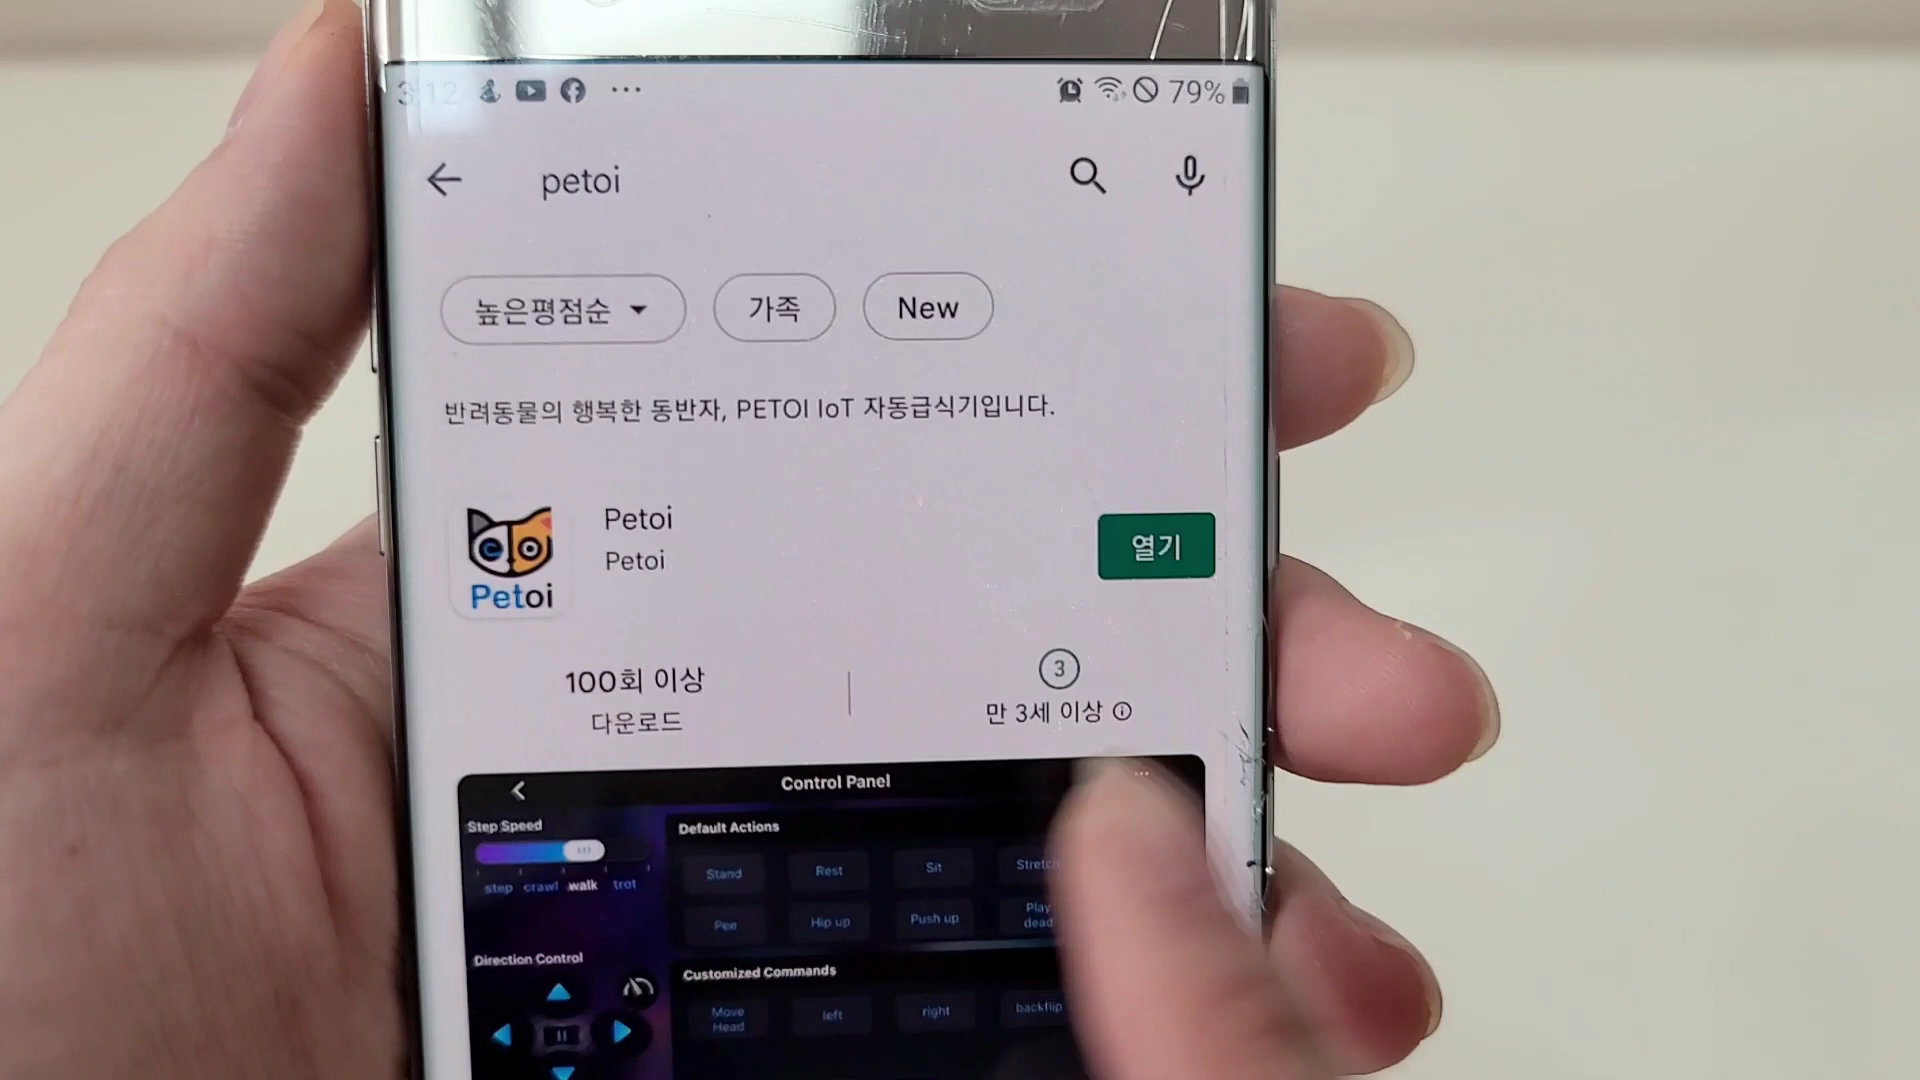 3:12 79%
petoi
높은평점순 가족 New
반려동물의 행복한 동반자, PETOI IoT 자동급식기입니다.
Petoi
Petoi
Petoi
열기
100회 이상
다운로드
3
만 3세 이상
Control Panel
Step Speed
step crawl walk trot
Default Actions
Stand Rest Sit Stretch
Pee Hip up Push up Play dead
Direction Control
Customized Commands
Move Head left right backflip